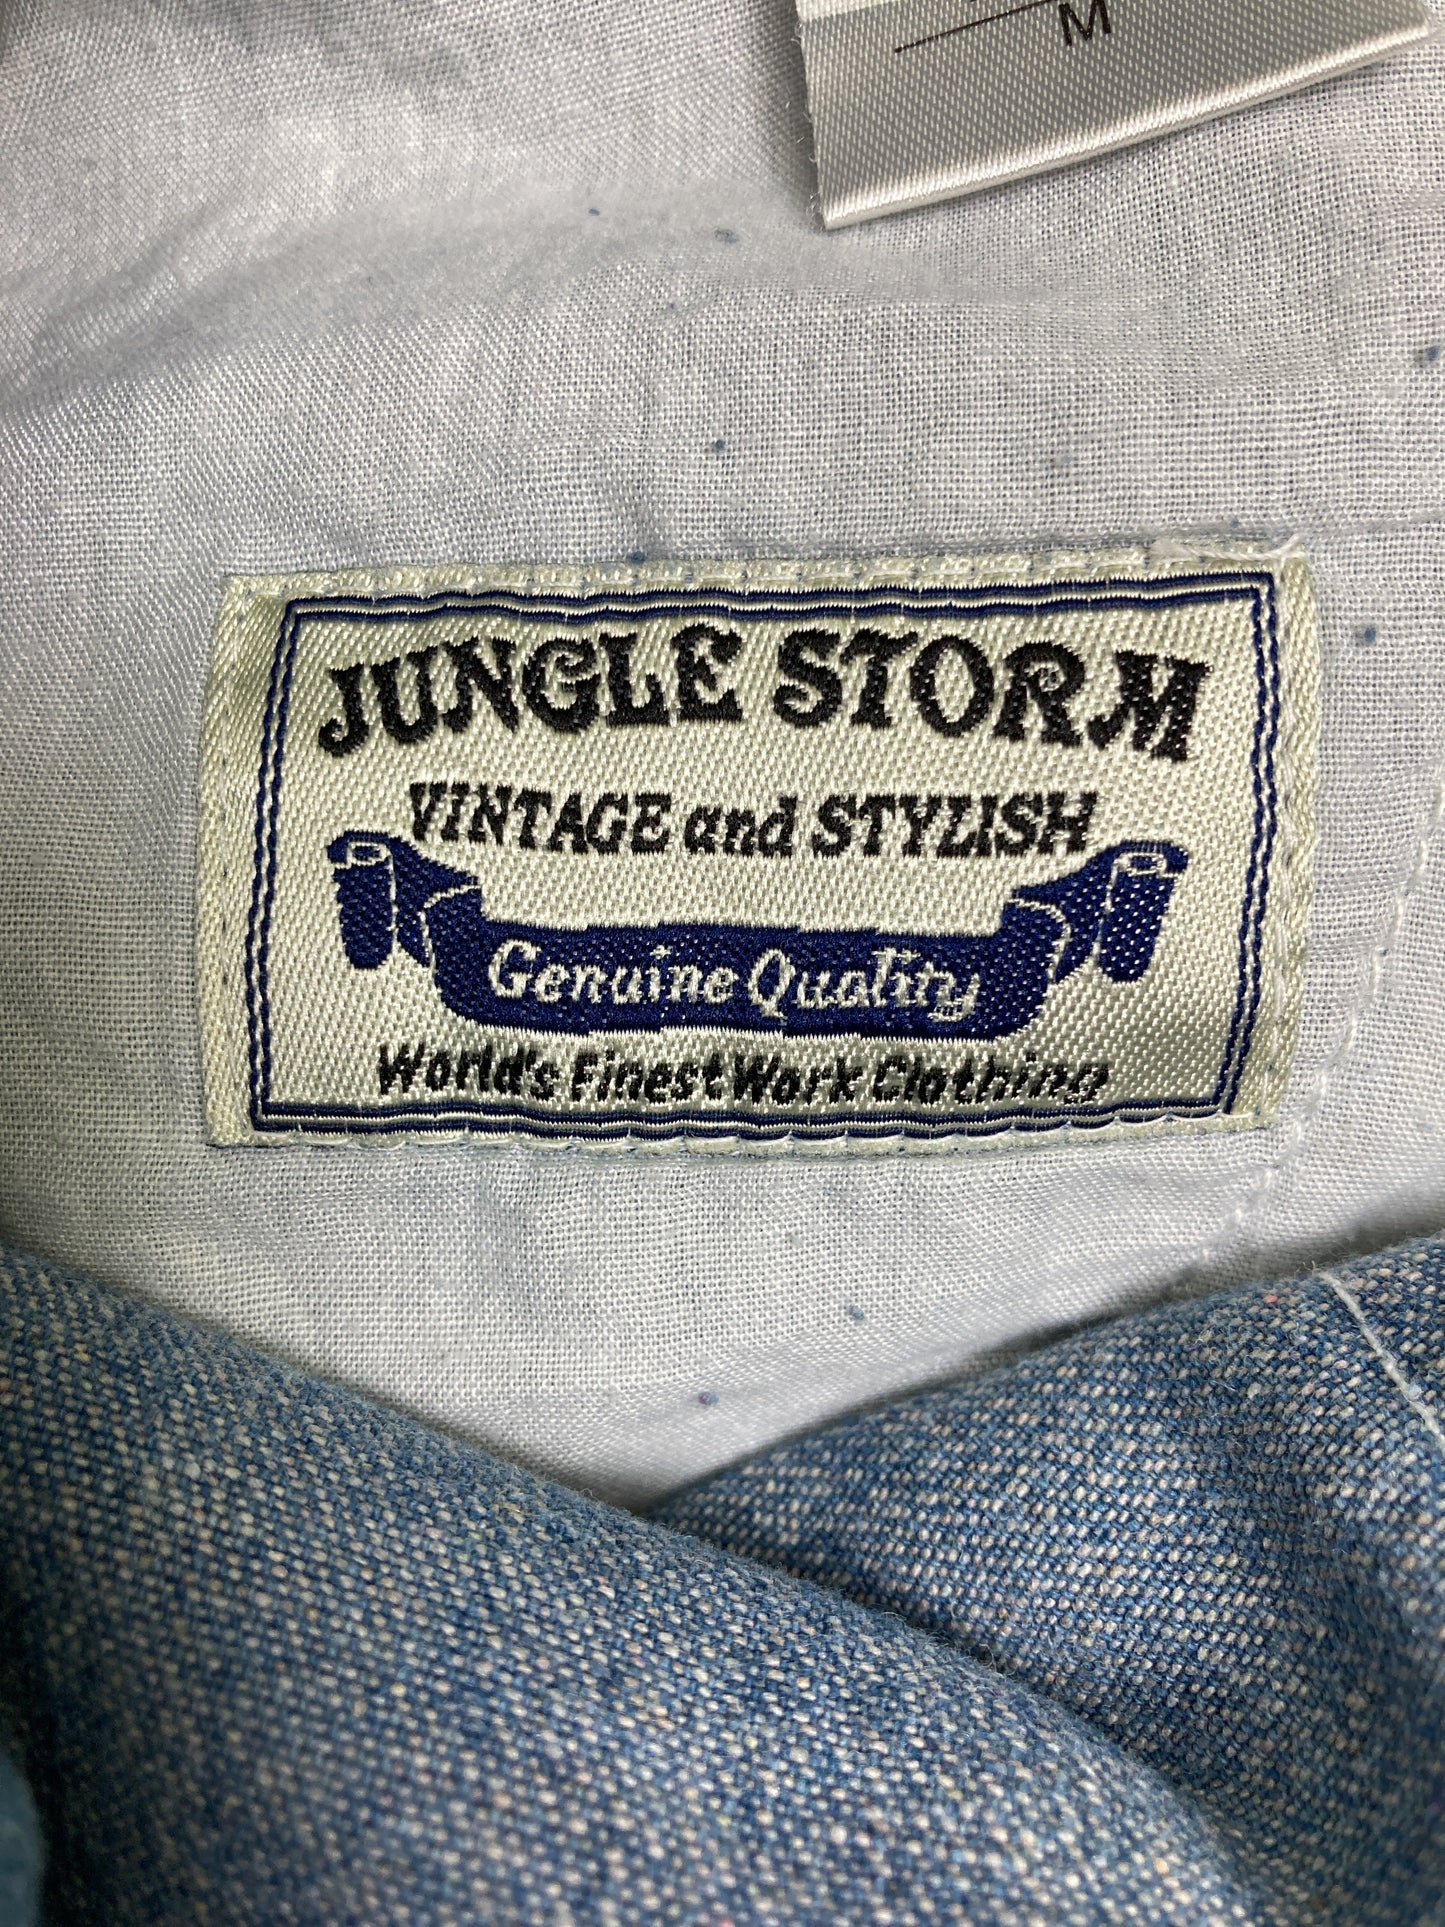 M
JUNGLE STORM
VINTAGE and STYLISH
Genuine Quality
World's Finest Work Clothing